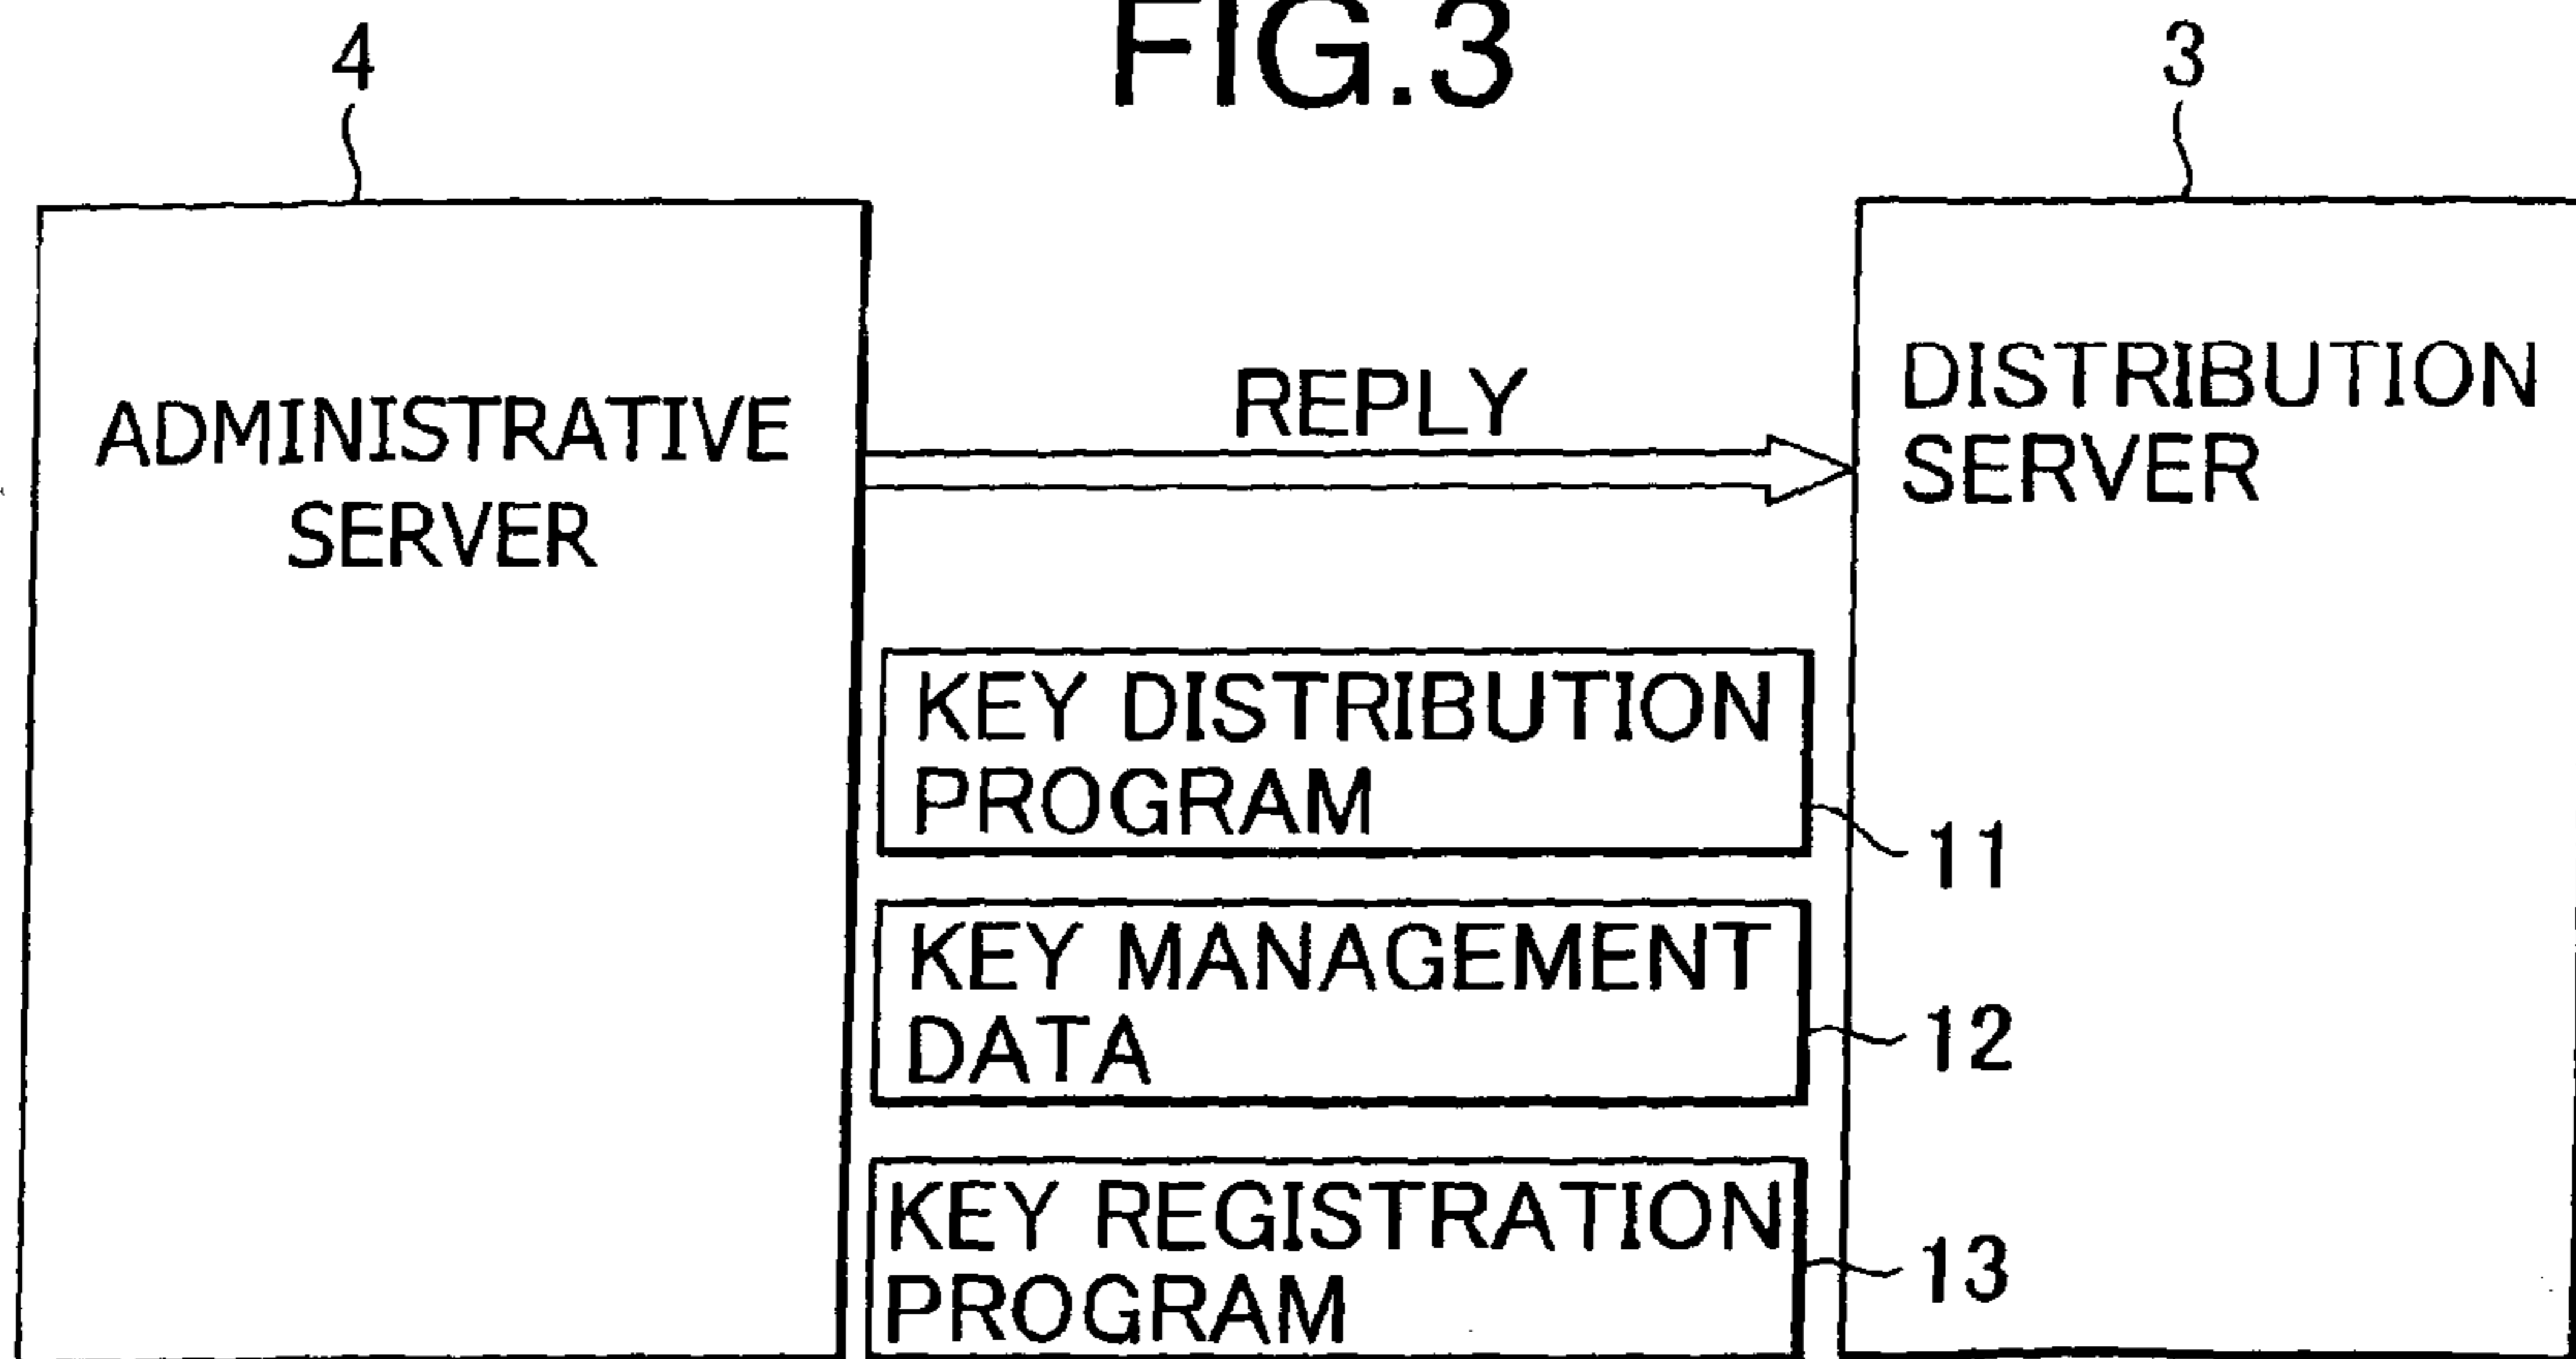 FIG.3
4
3
ADMINISTRATIVE
SERVER
REPLY
DISTRIBUTION
SERVER
KEY DISTRIBUTION
PROGRAM
11
KEY MANAGEMENT
DATA
12
KEY REGISTRATION
PROGRAM
13